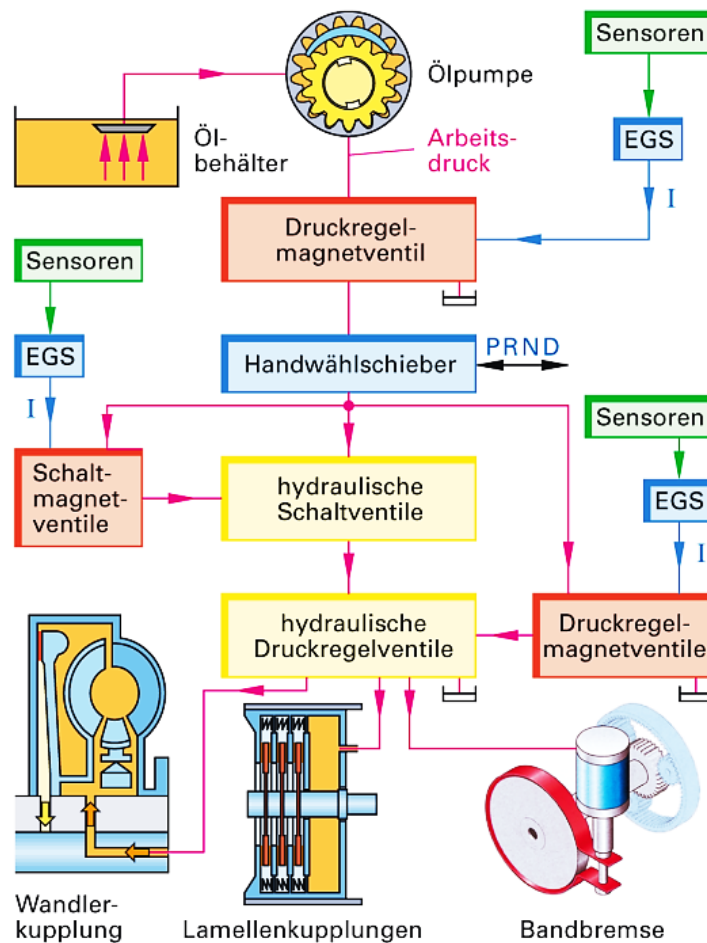 Sensoren
Ölpumpe
Öl-
behälter
Arbeits-
druck
EGS
I
Druckregel-
magnetventil
Sensoren
EGS
I
Handwählschieber
PRND
Sensoren
Schalt-
magnet-
ventile
hydraulische
Schaltventile
EGS
I
hydraulische
Druckregelventile
Druckregel-
magnetventile
Wandler-
kupplung
Lamellenkupplungen
Bandbremse